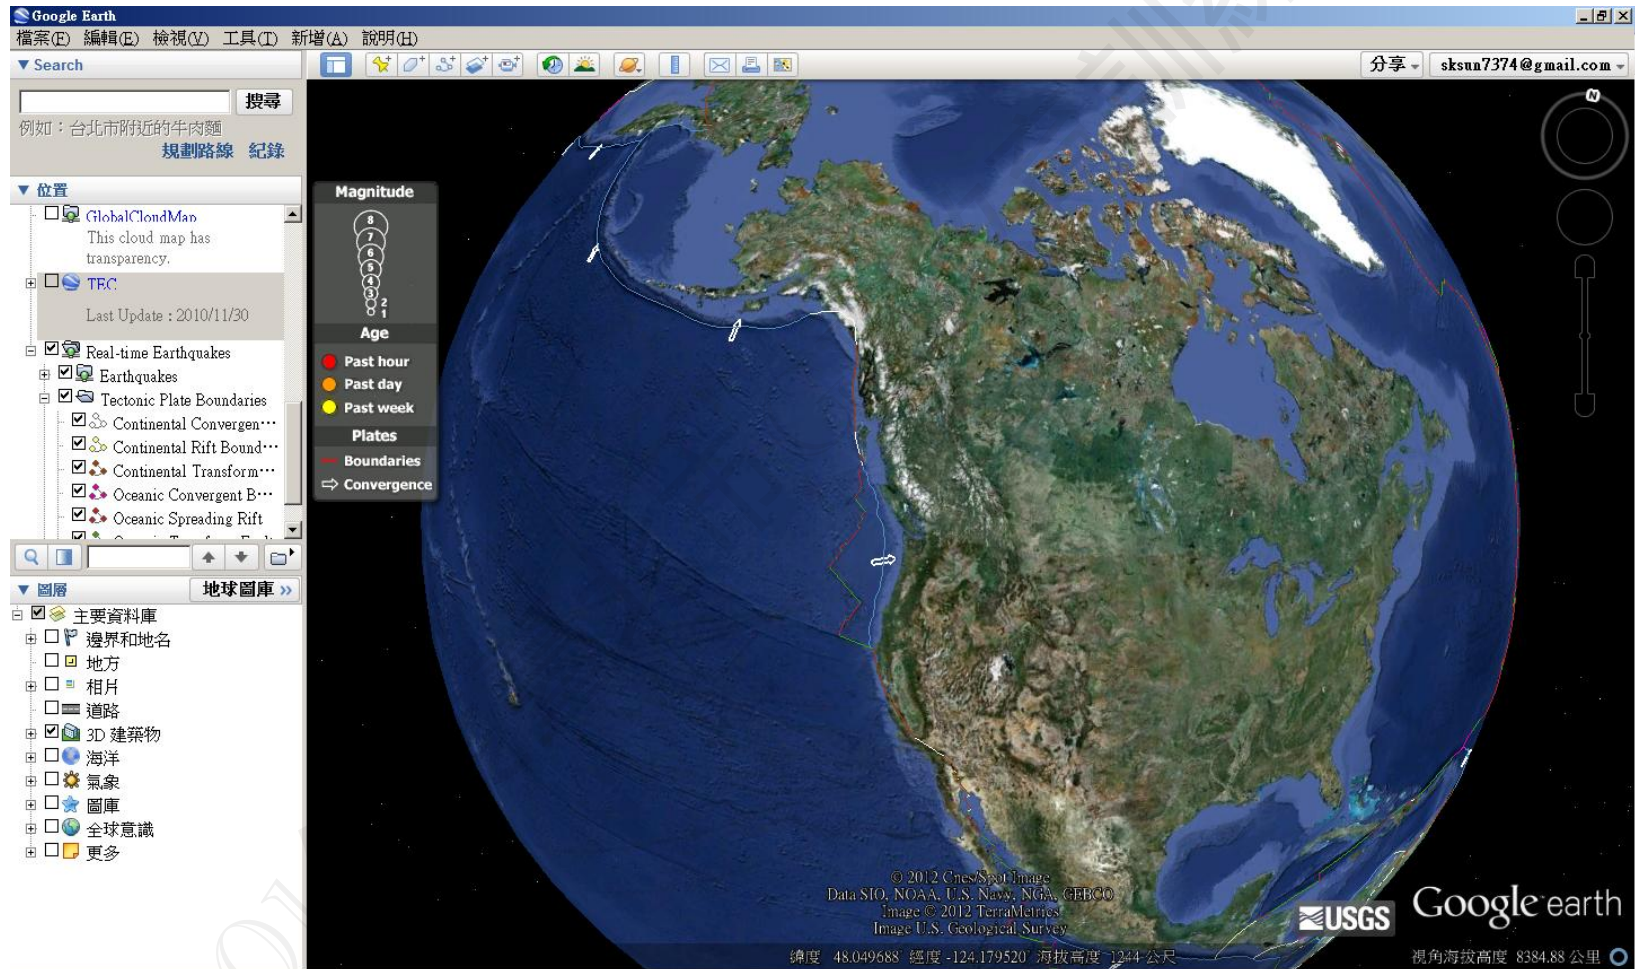 Google Earth
檔案(F) 編輯(E) 檢視(V) 工具(T) 新增(A) 說明(H)
Search
分享
sksun7374@gmail.com
搜尋
例如：台北市附近的牛肉麵
規劃路線 紀錄
位置
GlobalCloudMap
This cloud map has
transparency.
TEC
Last Update : 2010/11/30
Real-time Earthquakes
Earthquakes
Tectonic Plate Boundaries
Continental Convergen···
Continental Rift Bound···
Continental Transform···
Oceanic Convergent B···
Oceanic Spreading Rift
圖層
地球圖庫 »
主要資料庫
邊界和地名
地方
相片
道路
3D 建築物
海洋
氣象
圖庫
全球意識
更多
N
Magnitude
8
7
6
5
4
3
2
1
Age
Past hour
Past day
Past week
Plates
Boundaries
Convergence
© 2012 Cnes/Spot Image
Data SIO, NOAA, U.S. Navy, NGA, GEBCO
Image © 2012 TerraMetrics
Image U.S. Geological Survey
USGS
Google earth
緯度 48.049688° 經度 -124.179520° 海拔高度 1244 公尺
視角海拔高度 8384.88 公里